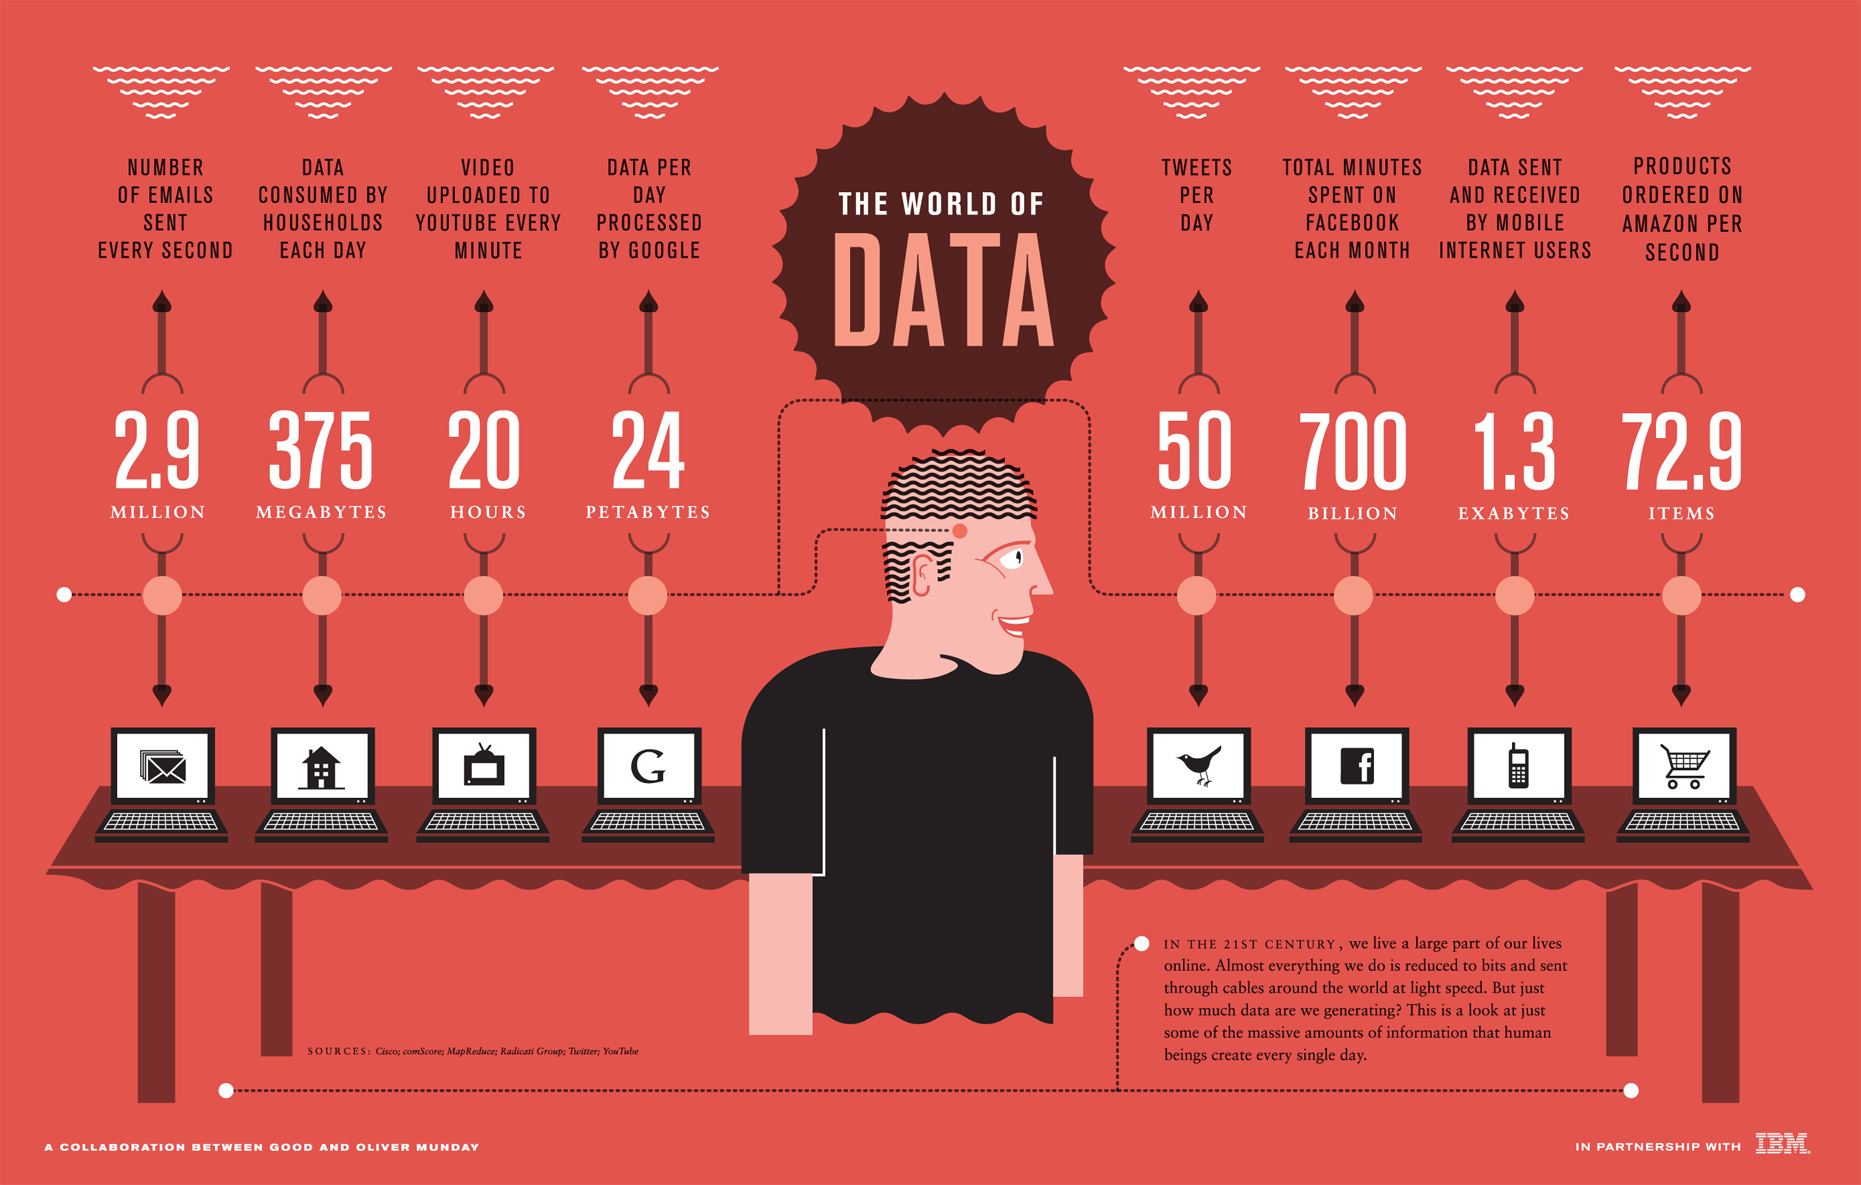 THE WORLD OF
DATA
NUMBER
OF EMAILS
SENT
EVERY SECOND
2.9
MILLION
DATA
CONSUMED BY
HOUSEHOLDS
EACH DAY
375
MEGABYTES
VIDEO
UPLOADED TO
YOUTUBE EVERY
MINUTE
20
HOURS
DATA PER
DAY
PROCESSED
BY GOOGLE
24
PETABYTES
TWEETS
PER
DAY
50
MILLION
TOTAL MINUTES
SPENT ON
FACEBOOK
EACH MONTH
700
BILLION
DATA SENT
AND RECEIVED
BY MOBILE
INTERNET USERS
1.3
EXABYTES
PRODUCTS
ORDERED ON
AMAZON PER
SECOND
72.9
ITEMS
G
f
IN THE 21ST CENTURY, we live a large part of our lives
online. Almost everything we do is reduced to bits and sent
through cables around the world at light speed. But just
how much data are we generating? This is a look at just
some of the massive amounts of information that human
beings create every single day.
SOURCES: Cisco; comScore; MapReduce; Radicati Group; Twitter; YouTube
A COLLABORATION BETWEEN GOOD AND OLIVER MUNDAY
IN PARTNERSHIP WITH IBM